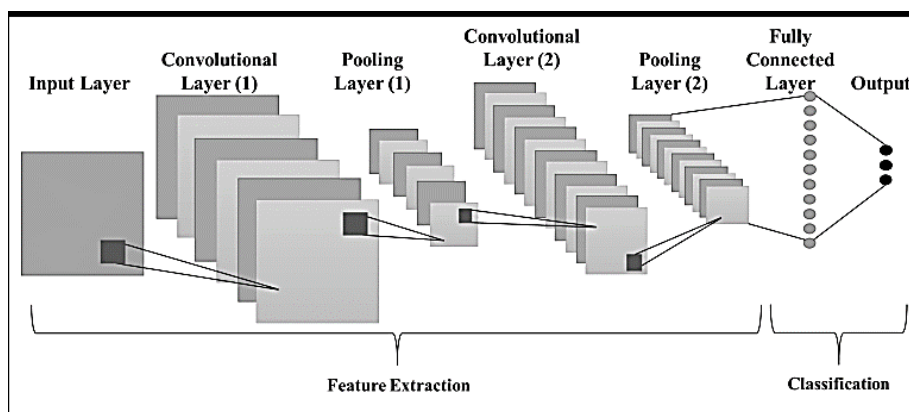 Input Layer
Convolutional
Layer (1)
Pooling
Layer (1)
Convolutional
Layer (2)
Pooling
Layer (2)
Fully
Connected
Layer
Output
Feature Extraction
Classification